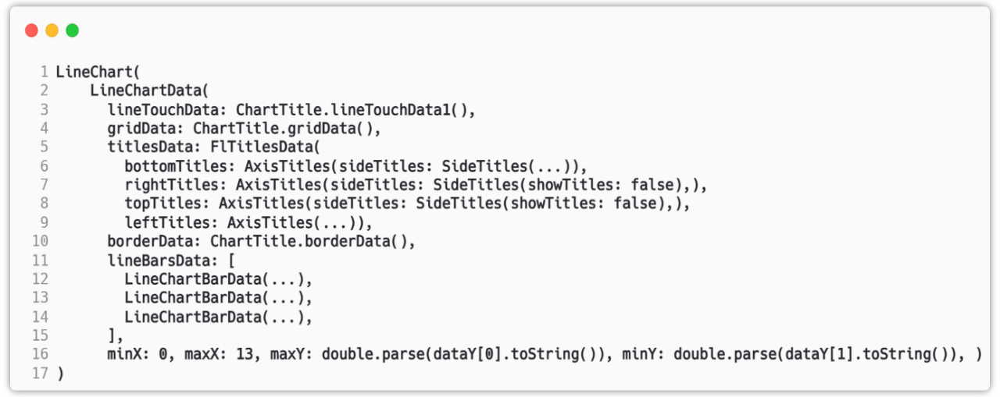 1 LineChart(
2     LineChartData(
3       lineTouchData: ChartTitle.lineTouchData1(),
4       gridData: ChartTitle.gridData(),
5       titlesData: FlTitlesData(
6         bottomTitles: AxisTitles(sideTitles: SideTitles(...)),
7         rightTitles: AxisTitles(sideTitles: SideTitles(showTitles: false),),
8         topTitles: AxisTitles(sideTitles: SideTitles(showTitles: false),),
9         leftTitles: AxisTitles(...)),
10       borderData: ChartTitle.borderData(),
11       lineBarsData: [
12         LineChartBarData(...),
13         LineChartBarData(...),
14         LineChartBarData(...),
15       ],
16       minX: 0, maxX: 13, maxY: double.parse(dataY[0].toString()), minY: double.parse(dataY[1].toString()), )
17 )